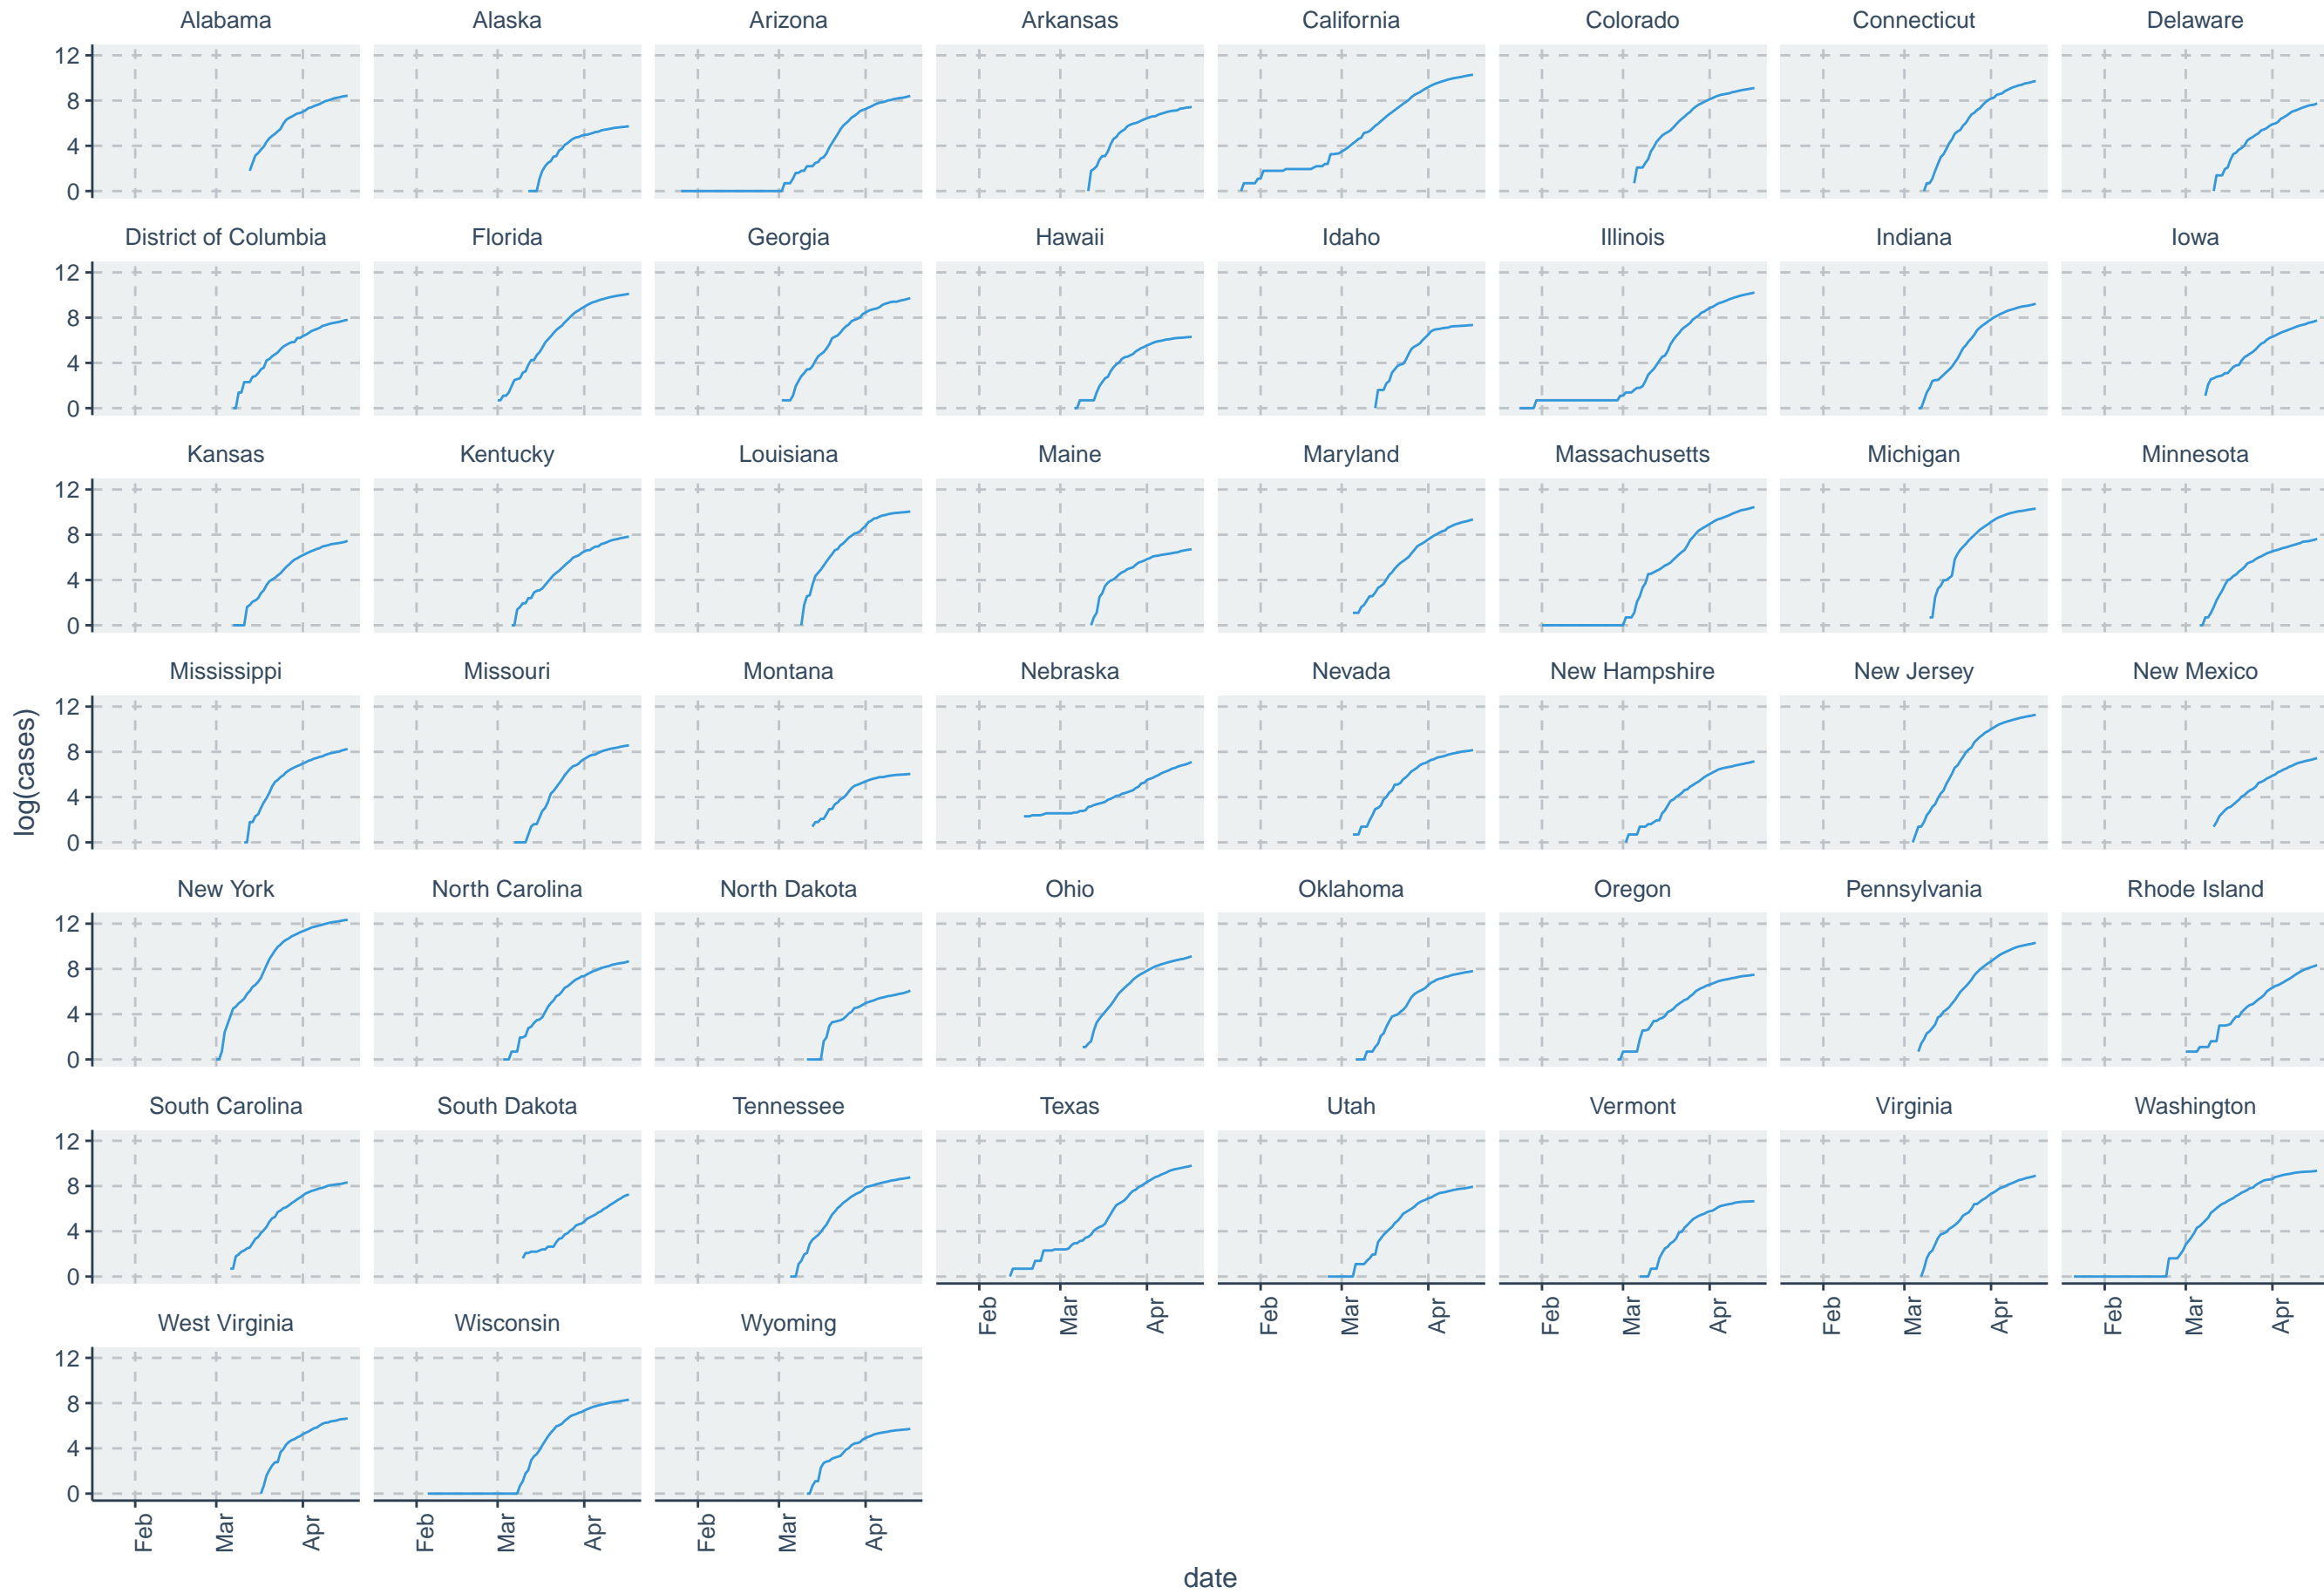 Alabama Alaska Arizona Arkansas California Colorado Connecticut Delaware
12
8
4
0
District of Columbia Florida Georgia Hawaii Idaho Illinois Indiana Iowa
12
8
4
0
Kansas Kentucky Louisiana Maine Maryland Massachusetts Michigan Minnesota
12
8
4
0
Mississippi Missouri Montana Nebraska Nevada New Hampshire New Jersey New Mexico
12
8
4
0
log(cases)
New York North Carolina North Dakota Ohio Oklahoma Oregon Pennsylvania Rhode Island
12
8
4
0
South Carolina South Dakota Tennessee Texas Utah Vermont Virginia Washington
12
8
4
0
Feb Mar Apr Feb Mar Apr Feb Mar Apr Feb Mar Apr Feb Mar Apr
West Virginia Wisconsin Wyoming
12
8
4
0
Feb Mar Apr Feb Mar Apr Feb Mar Apr
date